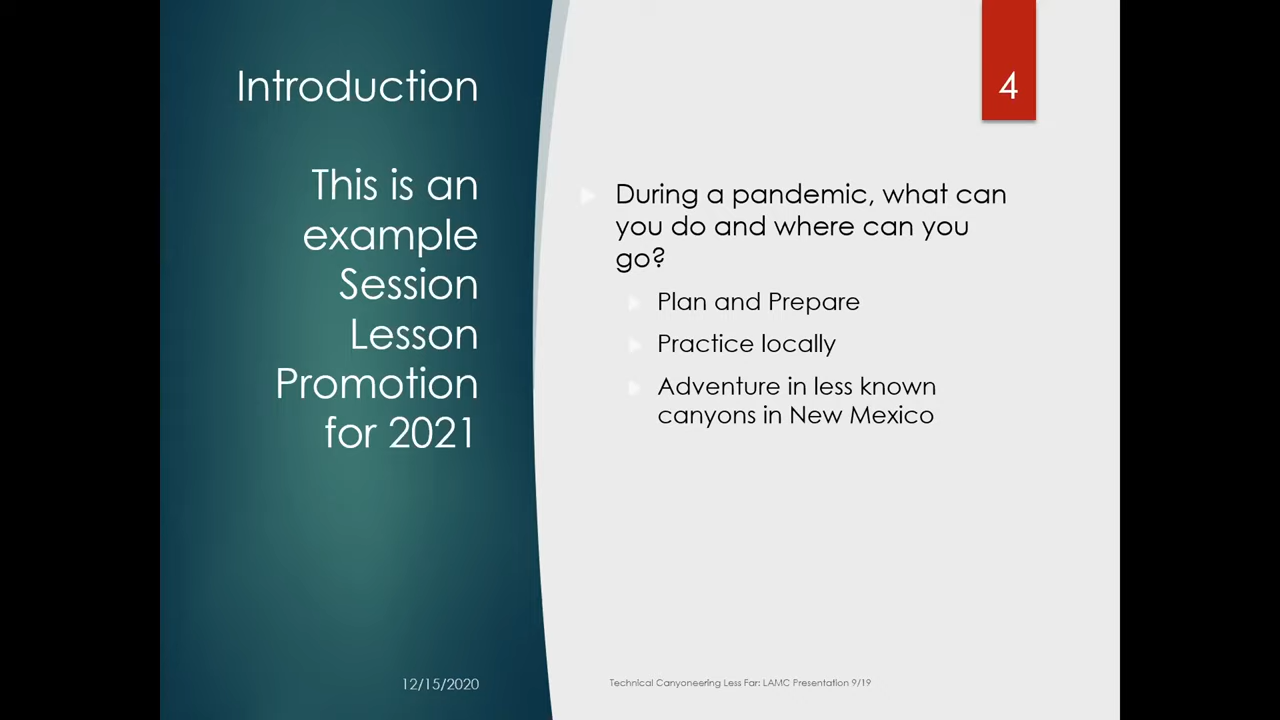 Introduction
This is an
example
Session
Lesson
Promotion
for 2021
12/15/2020
4
During a pandemic, what can
you do and where can you
go?
Plan and Prepare
Practice locally
Adventure in less known
canyons in New Mexico
Technical Canyoneering Less Far: LAMC Presentation 9/19